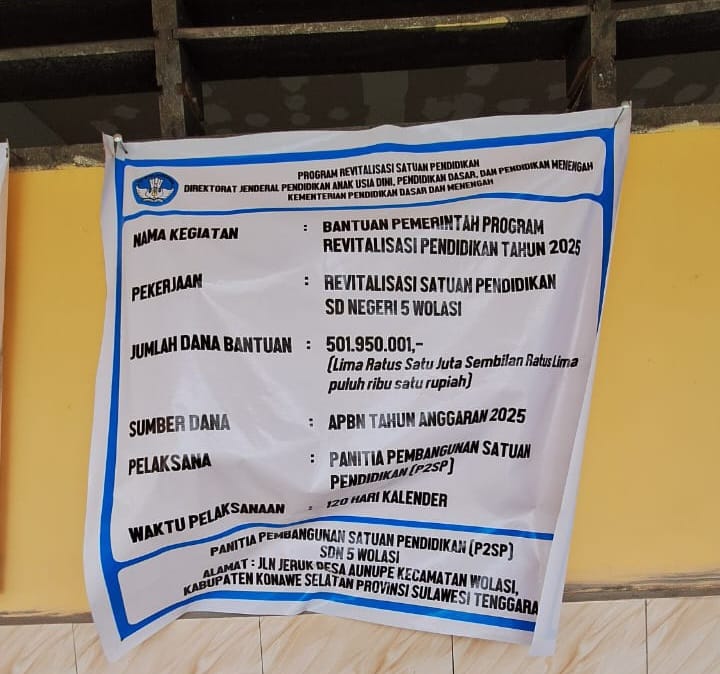 PROGRAM REVITALISASI SATUAN PENDIDIKAN
DIREKTORAT JENDERAL PENDIDIKAN ANAK USIA DINI, PENDIDIKAN DASAR, DAN PENDIDIKAN MENENGAH
KEMENTERIAN PENDIDIKAN DASAR DAN MENENGAH
NAMA KEGIATAN : BANTUAN PEMERINTAH PROGRAM
REVITALISASI PENDIDIKAN TAHUN 2025
PEKERJAAN : REVITALISASI SATUAN PENDIDIKAN
SD NEGERI 5 WOLASI
JUMLAH DANA BANTUAN : 501.950.001,-
(Lima Ratus Satu Juta Sembilan Ratus Lima
puluh ribu satu rupiah)
SUMBER DANA : APBN TAHUN ANGGARAN 2025
PELAKSANA : PANITIA PEMBANGUNAN SATUAN
PENDIDIKAN (P2SP)
WAKTU PELAKSANAAN : 120 HARI KALENDER
PANITIA PEMBANGUNAN SATUAN PENDIDIKAN (P2SP)
SDN 5 WOLASI
ALAMAT : JLN JERUK DESA AUNUPE KECAMATAN WOLASI,
KABUPATEN KONAWE SELATAN PROVINSI SULAWESI TENGGARA